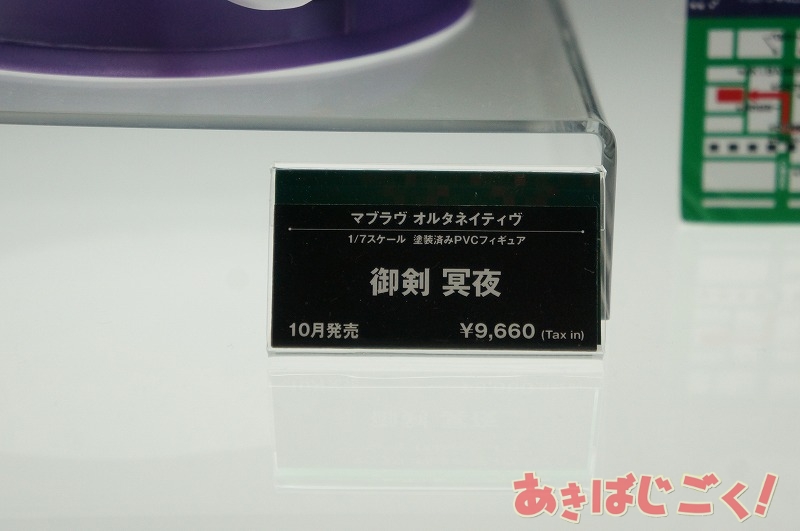 マブラヴ オルタネイティヴ
1/7スケール 塗装済みPVCフィギュア
御剣 冥夜
10月発売 ¥9,660 (Tax in)
あきばじごく!